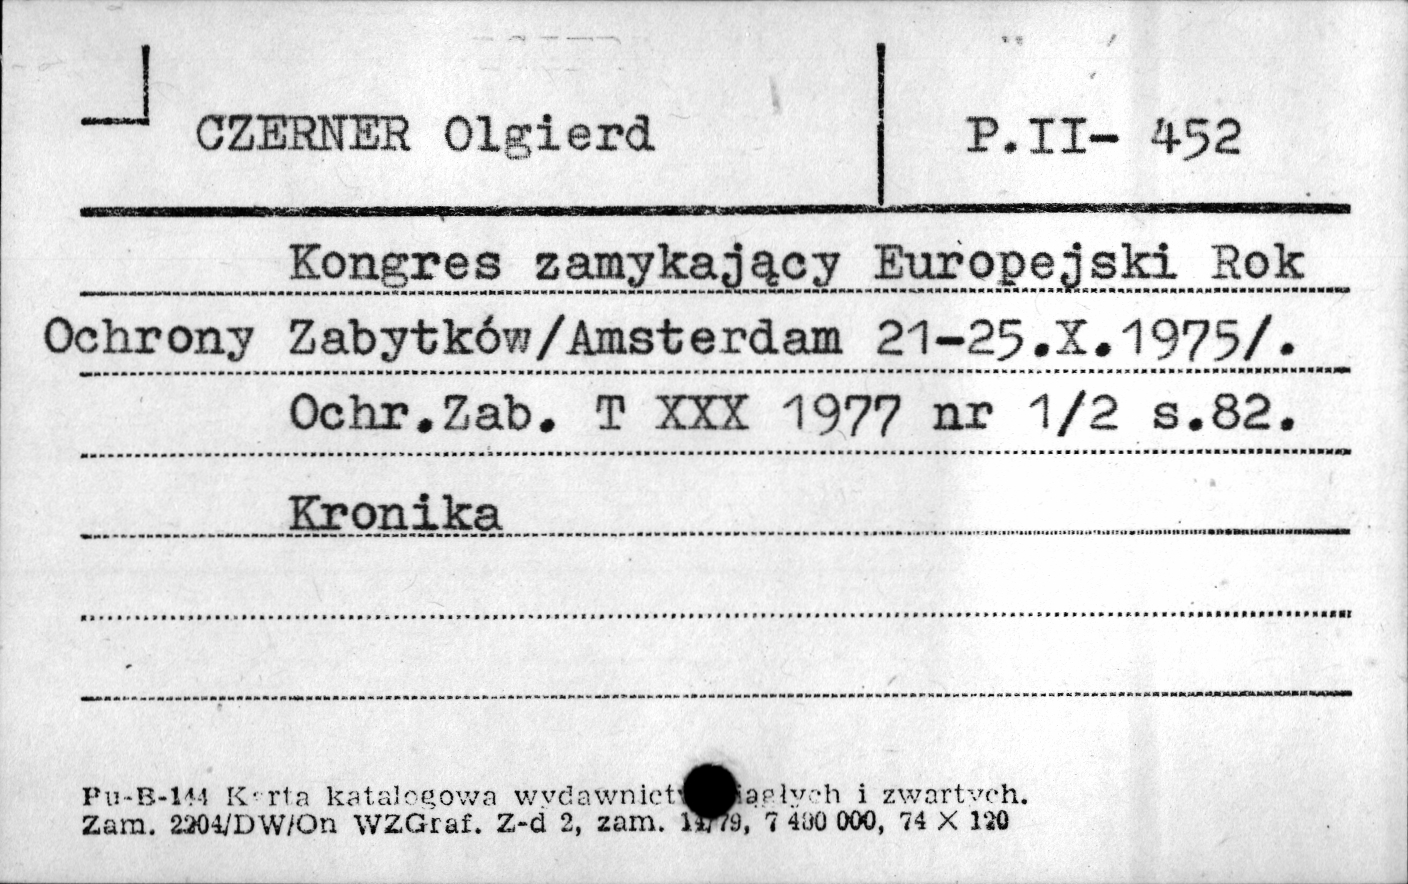 CZERNER Olgierd P.II- 452
Kongres zamykający Europejski Rok
Ochrony Zabytków/Amsterdam 21-25.X.1975/.
Ochr.Zab. T XXX 1977 nr 1/2 s.82.
Kronika
Pu-B-144 Karta katalogowa i zwartych.
Zam. 2204/DW/On WZGraf. Z-d 2, zam. 7 400 000, 74 X 120